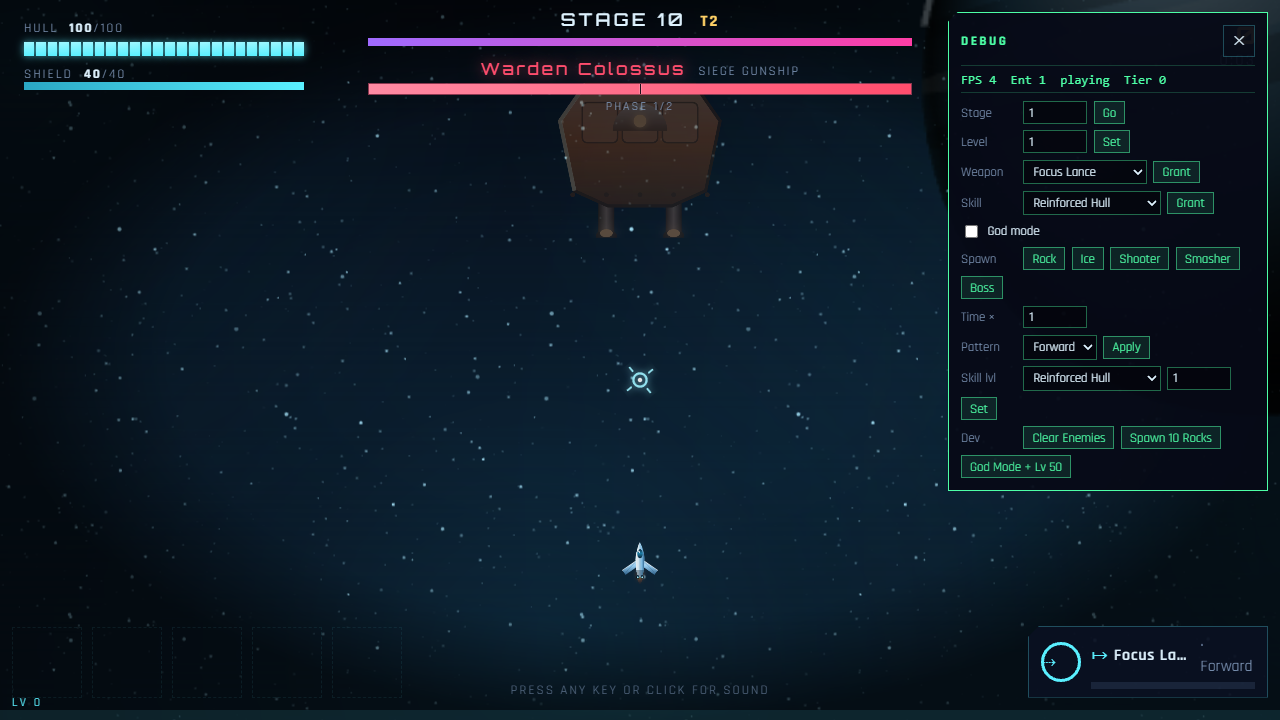 HULL 100/100
SHIELD 40/40
STAGE 10 T2
Warden Colossus SIEGE GUNSHIP
PHASE 1/2
DEBUG
×
FPS 4 Ent 1 playing Tier 0
Stage 1 Go
Level 1 Set
Weapon Focus Lance Grant
Skill Reinforced Hull Grant
God mode
Spawn Rock Ice Shooter Smasher
Boss
Time × 1
Pattern Forward Apply
Skill lvl Reinforced Hull 1
Set
Dev Clear Enemies Spawn 10 Rocks
God Mode + Lv 50
↦ Focus La... · Forward
PRESS ANY KEY OR CLICK FOR SOUND
LV 0